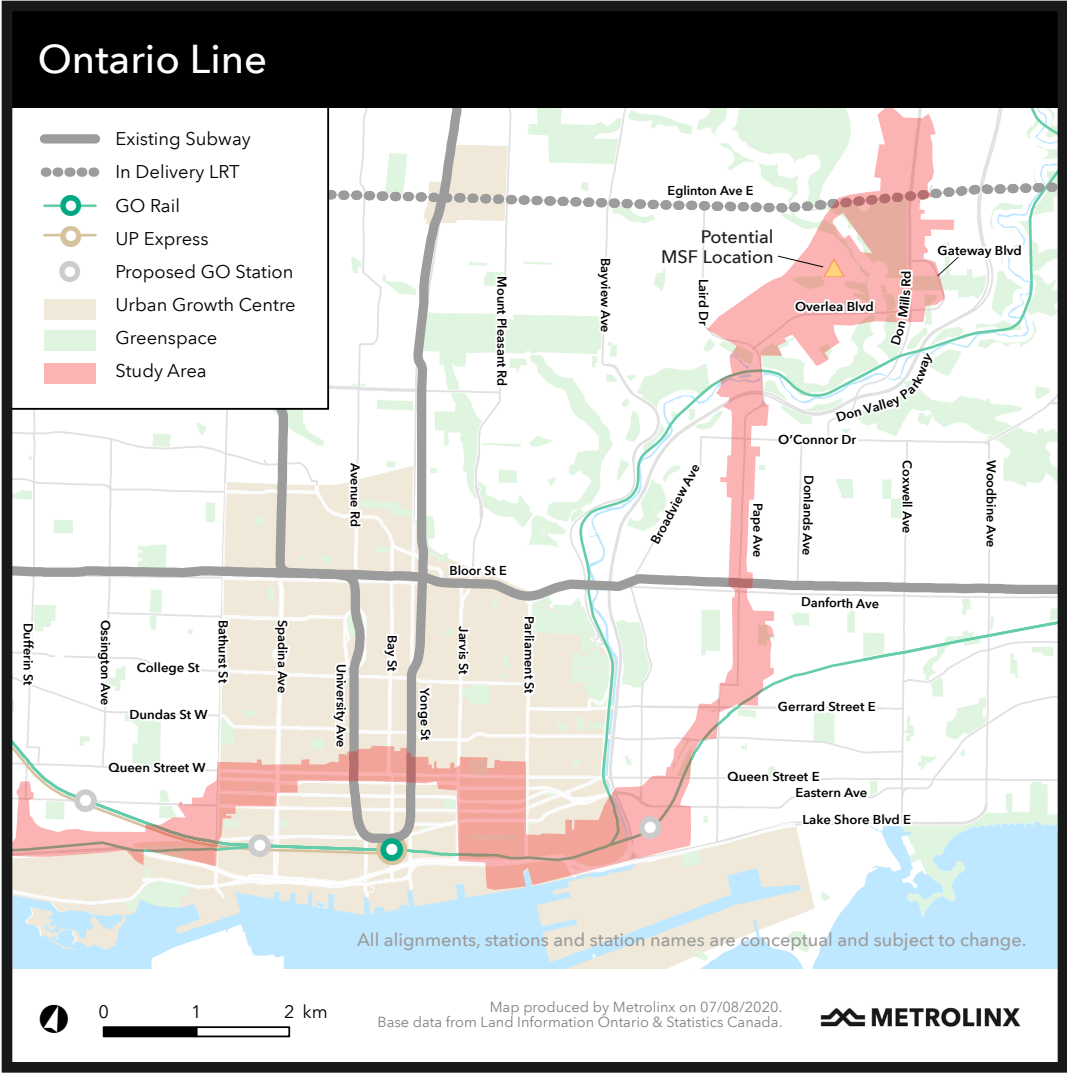 Ontario Line
Existing Subway
In Delivery LRT
GO Rail
UP Express
Proposed GO Station
Urban Growth Centre
Greenspace
Study Area
Eglinton Ave E
Potential
MSF Location
Gateway Blvd
Overlea Blvd
Don Mills Rd
Laird Dr
Bayview Ave
Mount Pleasant Rd
Don Valley Parkway
O'Connor Dr
Avenue Rd
Broadview Ave
Pape Ave
Donlands Ave
Coxwell Ave
Woodbine Ave
Bloor St E
Danforth Ave
Dufferin St
Ossington Ave
Bathurst St
Spadina Ave
University Ave
Bay St
Yonge St
Jarvis St
Parliament St
College St
Dundas St W
Gerrard Street E
Queen Street W
Queen Street E
Eastern Ave
Lake Shore Blvd E
All alignments, stations and station names are conceptual and subject to change.
0 1 2 km
Map produced by Metrolinx on 07/08/2020.
Base data from Land Information Ontario & Statistics Canada.
METROLINX